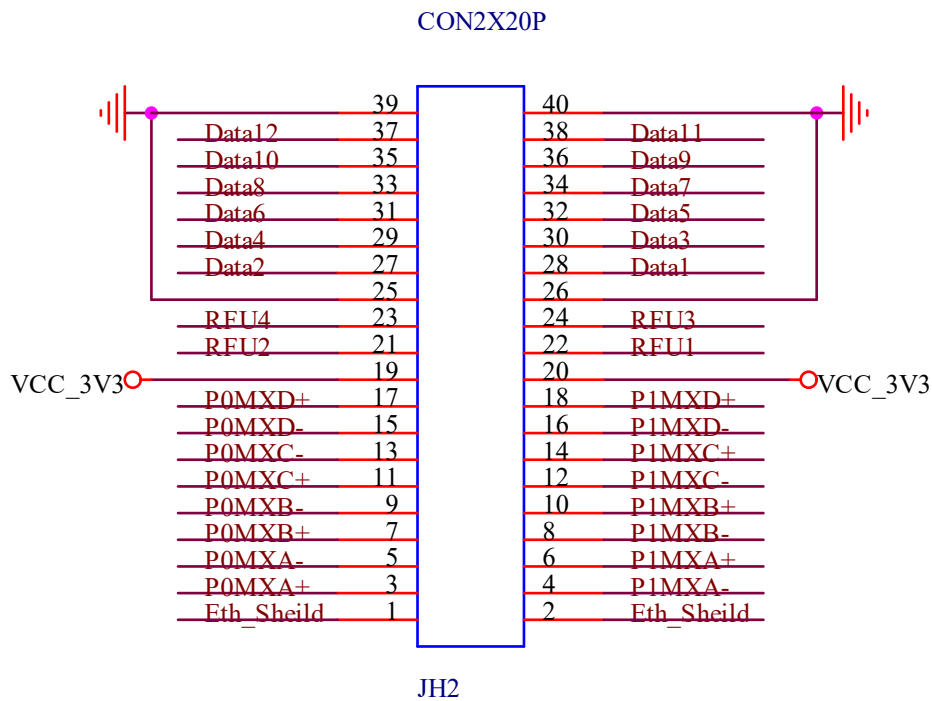 CON2X20P
39 40
Data12 37 38 Data11
Data10 35 36 Data9
Data8 33 34 Data7
Data6 31 32 Data5
Data4 29 30 Data3
Data2 27 28 Data1
25 26
RFU4 23 24 RFU3
RFU2 21 22 RFU1
VCC_3V3 19 20 VCC_3V3
P0MXD+ 17 18 P1MXD+
P0MXD- 15 16 P1MXD-
P0MXC- 13 14 P1MXC+
P0MXC+ 11 12 P1MXC-
P0MXB- 9 10 P1MXB+
P0MXB+ 7 8 P1MXB-
P0MXA- 5 6 P1MXA+
P0MXA+ 3 4 P1MXA-
Eth_Sheild 1 2 Eth_Sheild
JH2